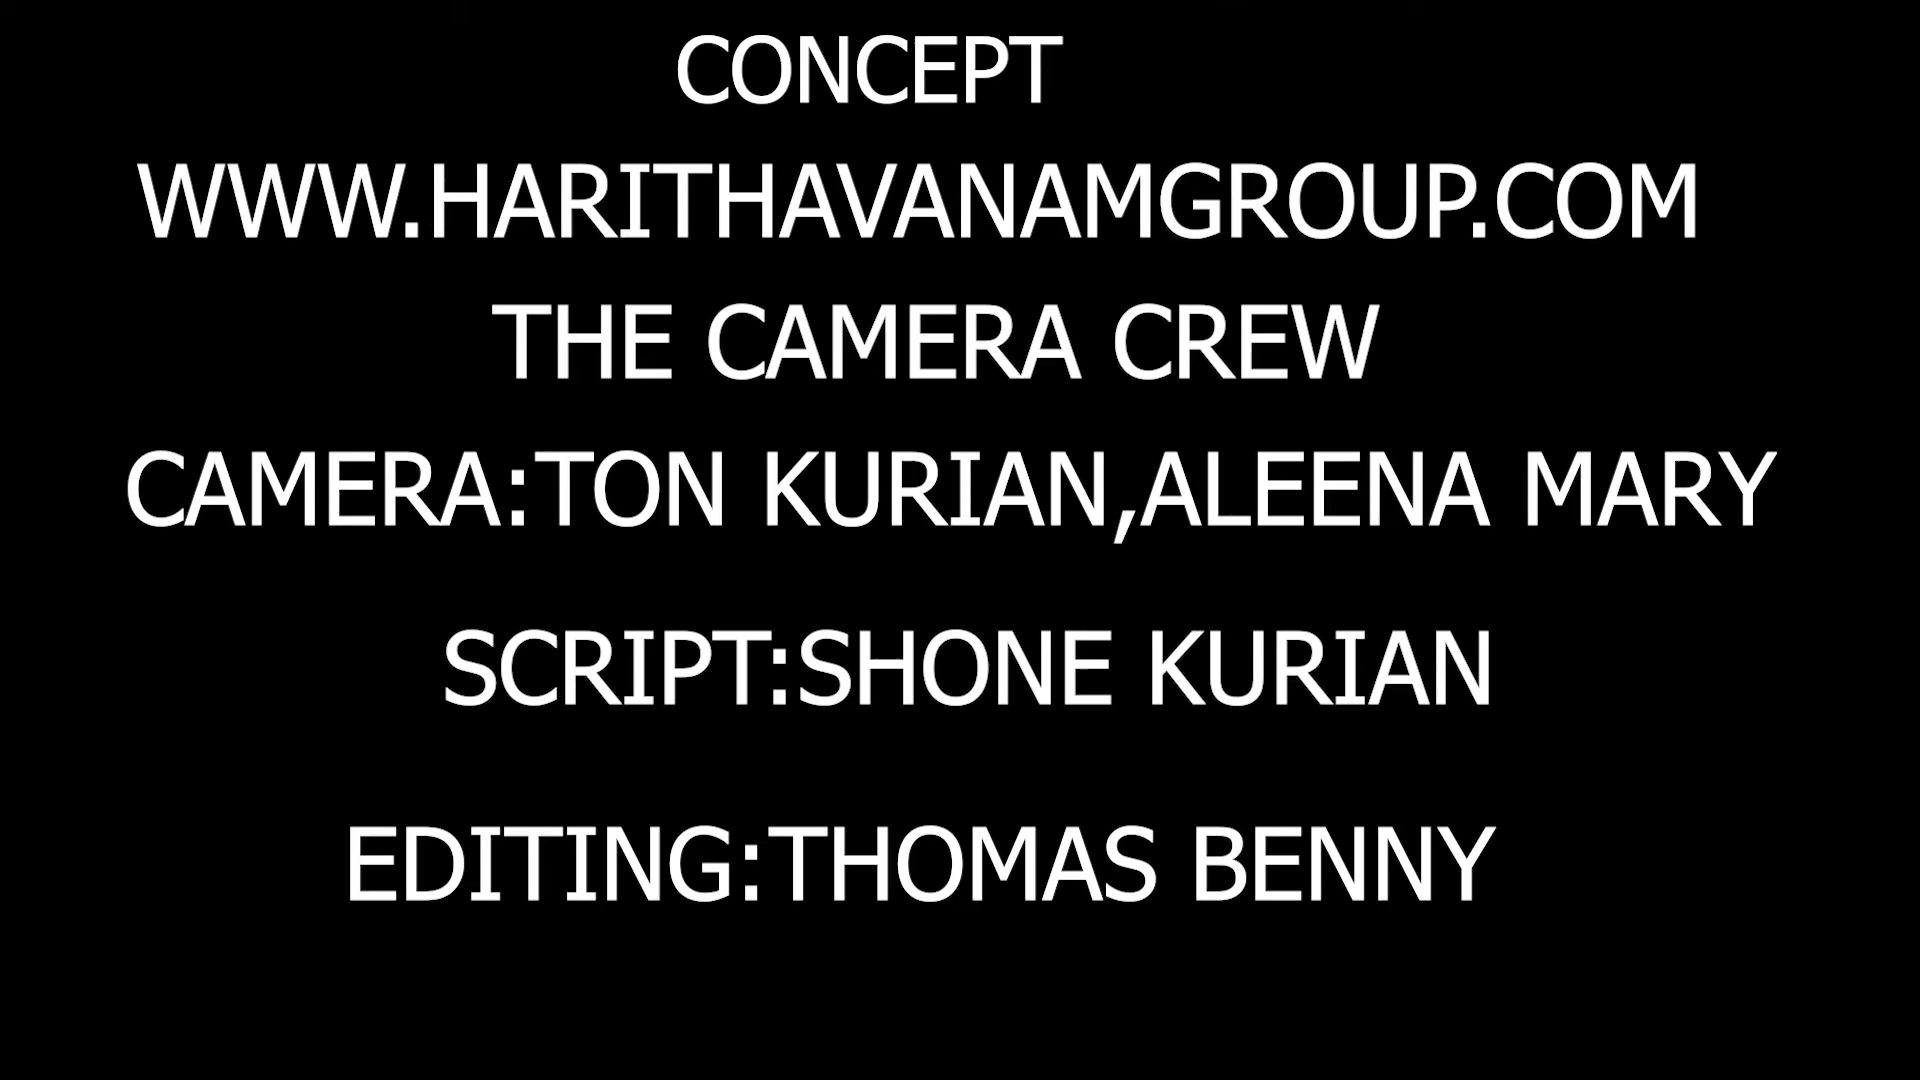 CONCEPT
WWW.HARITHAVANAMGROUP.COM
THE CAMERA CREW
CAMERA:TON KURIAN,ALEENA MARY
SCRIPT:SHONE KURIAN
EDITING:THOMAS BENNY